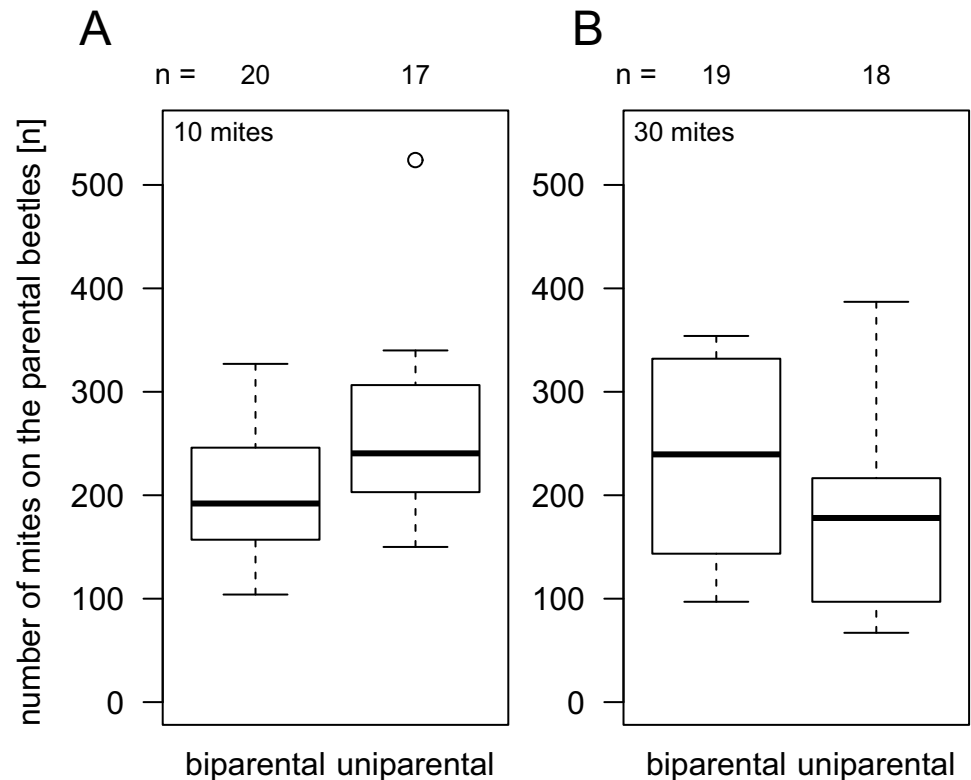 A
n = 20 17
number of mites on the parental beetles [n]
10 mites
500
400
300
200
100
0
biparental uniparental
B
n = 19 18
30 mites
500
400
300
200
100
0
biparental uniparental